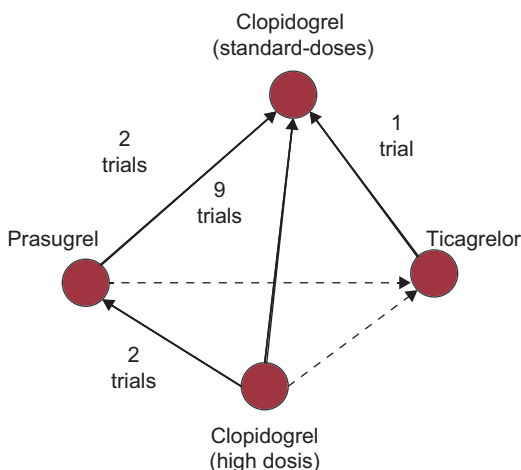 Clopidogrel
(standard-doses)
2
trials
1
trial
9
trials
Prasugrel
Ticagrelor
2
trials
Clopidogrel
(high dosis)